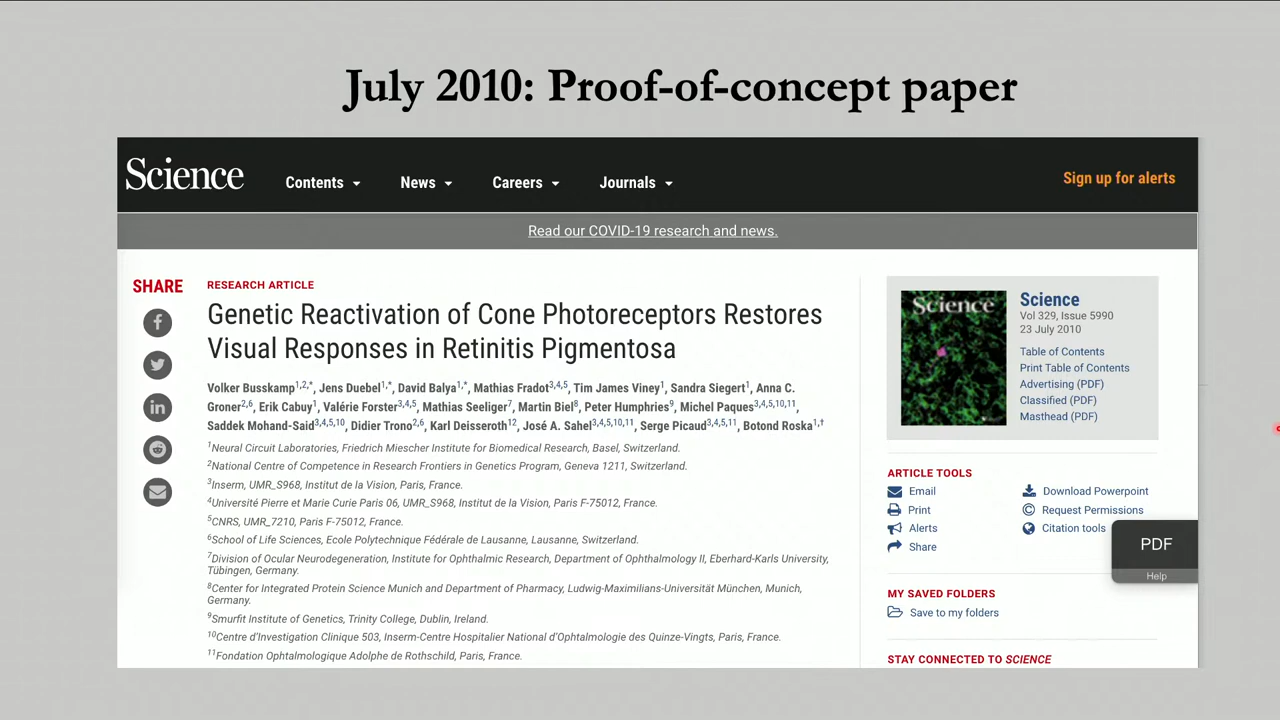 July 2010: Proof-of-concept paper
Science
Contents
News
Careers
Journals
Sign up for alerts
Read our COVID-19 research and news.
SHARE
RESEARCH ARTICLE
Genetic Reactivation of Cone Photoreceptors Restores
Visual Responses in Retinitis Pigmentosa
Volker Busskamp1,2,*, Jens Duebel1,*, David Balya1,*, Mathias Fradot3,4,5, Tim James Viney1, Sandra Siegert1, Anna C.
Groner2,6, Erik Cabuy1, Valérie Forster3,4,5, Mathias Seeliger7, Martin Biel8, Peter Humphries9, Michel Paques3,4,5,10,11,
Saddek Mohand-Said3,4,5,10, Didier Trono2,6, Karl Deisseroth12, José A. Sahel3,4,5,10,11, Serge Picaud3,4,5,11, Botond Roska1,†
1Neural Circuit Laboratories, Friedrich Miescher Institute for Biomedical Research, Basel, Switzerland.
2National Centre of Competence in Research Frontiers in Genetics Program, Geneva 1211, Switzerland.
3Inserm, UMR_S968, Institut de la Vision, Paris, France.
4Université Pierre et Marie Curie Paris 06, UMR_S968, Institut de la Vision, Paris F-75012, France.
5CNRS, UMR_7210, Paris F-75012, France.
6School of Life Sciences, Ecole Polytechnique Fédérale de Lausanne, Lausanne, Switzerland.
7Division of Ocular Neurodegeneration, Institute for Ophthalmic Research, Department of Ophthalmology II, Eberhard-Karls University,
Tübingen, Germany.
8Center for Integrated Protein Science Munich and Department of Pharmacy, Ludwig-Maximilians-Universität München, Munich,
Germany.
9Smurfit Institute of Genetics, Trinity College, Dublin, Ireland.
10Centre d'Investigation Clinique 503, Inserm-Centre Hospitalier National d'Ophtalmologie des Quinze-Vingts, Paris, France.
11Fondation Ophtalmologique Adolphe de Rothschild, Paris, France.
Science
Science
Vol 329, Issue 5990
23 July 2010
Table of Contents
Print Table of Contents
Advertising (PDF)
Classified (PDF)
Masthead (PDF)
ARTICLE TOOLS
Email
Download Powerpoint
Print
Request Permissions
Alerts
Citation tools
Share
PDF
Help
MY SAVED FOLDERS
Save to my folders
STAY CONNECTED TO SCIENCE